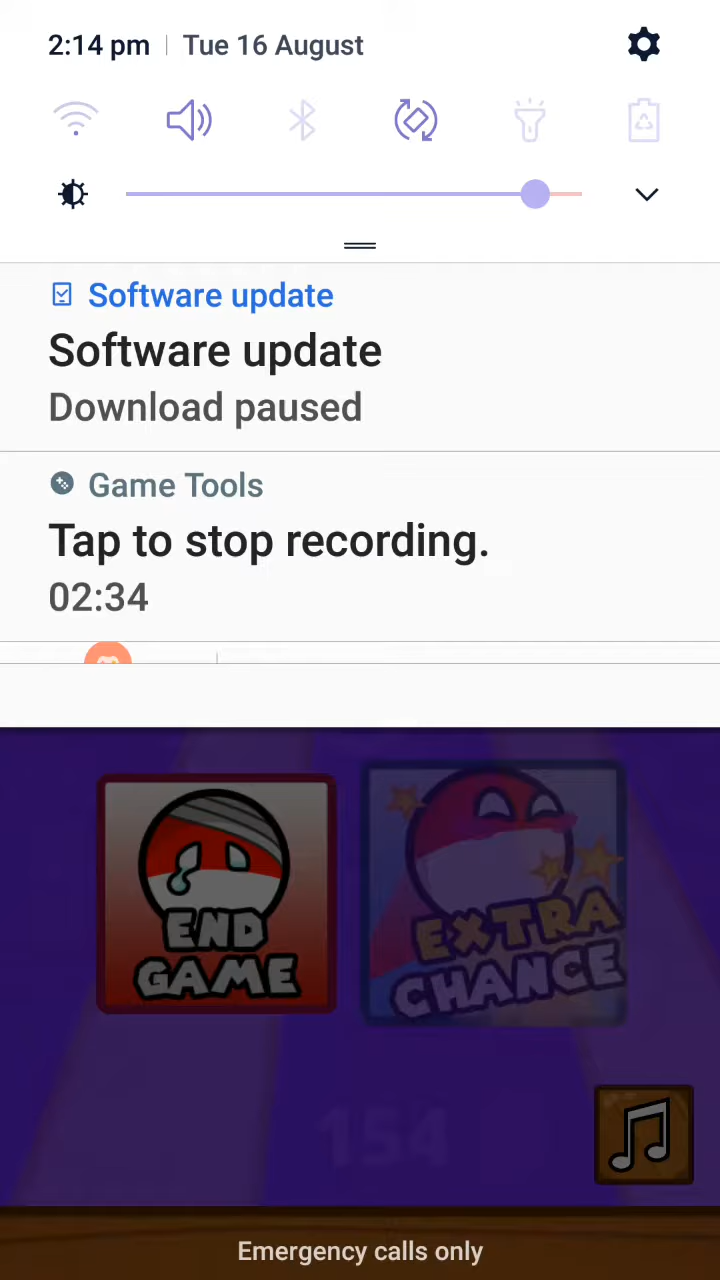 2:14 pm | Tue 16 August
Software update
Software update
Download paused
Game Tools
Tap to stop recording.
02:34
END GAME
EXTRA CHANCE
154
Emergency calls only